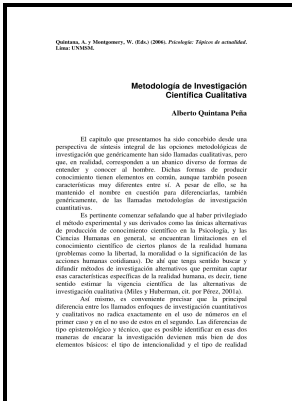 Quintana, A. y Montgomery, W. (Eds.) (2006). Psicología: Tópicos de actualidad.
Lima: UNMSM.
Metodología de Investigación
Científica Cualitativa
Alberto Quintana Peña
El capítulo que presentamos ha sido concebido desde una
perspectiva de síntesis integral de las opciones metodológicas de
investigación que genéricamente han sido llamadas cualitativas, pero
que, en realidad, corresponden a un abanico diverso de formas de
entender y conocer al hombre. Dichas formas de producir
conocimiento tienen elementos en común, aunque también poseen
características muy diferentes entre sí. A pesar de ello, se ha
mantenido el nombre en cuestión para diferenciarlas, también
genéricamente, de las llamadas metodologías de investigación
cuantitativas.
Es pertinente comenzar señalando que al haber privilegiado
el método experimental y sus derivados como las únicas alternativas
de producción de conocimiento científico en la Psicología, y las
Ciencias Humanas en general, se encuentran limitaciones en el
conocimiento científico de ciertos planos de la realidad humana
(problemas como la libertad, la moralidad o la significación de las
acciones humanas cotidianas). De ahí que tenga sentido buscar y
difundir métodos de investigación alternativos que permitan captar
esas características específicas de la realidad humana, es decir, tiene
sentido estimar la vigencia científica de las alternativas de
investigación cualitativa (Miles y Huberman, cit. por Pérez, 2001a).
Así mismo, es conveniente precisar que la principal
diferencia entre los llamados enfoques de investigación cuantitativos
y cualitativos no radica exactamente en el uso de números en el
primer caso y en el no uso de estos en el segundo. Las diferencias de
tipo epistemológico y técnico, que es posible identificar en esas dos
maneras de encarar la investigación devienen más bien de dos
elementos básicos: el tipo de intencionalidad y el tipo de realidad